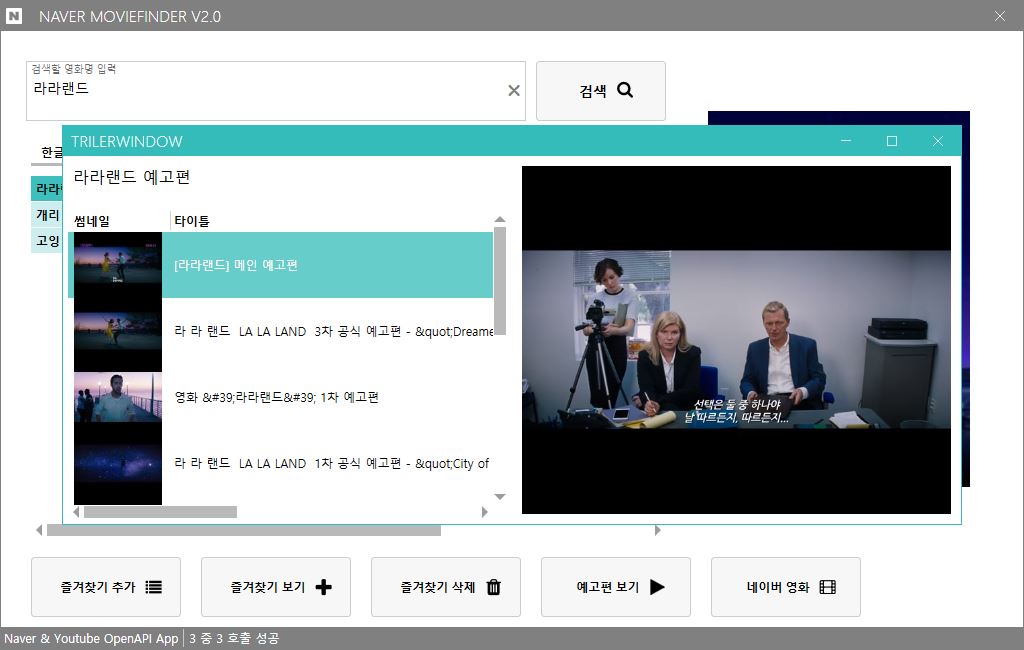 N NAVER MOVIEFINDER V2.0
검색할 영화명 입력
라라랜드
검색
한글
TRILERWINDOW
라라랜드 예고편
썸네일 타이틀
라라
개리
고잉
[라라랜드] 메인 예고편
라 라 랜드 LA LA LAND 3차 공식 예고편 - &quot;Dreame
영화 &#39;라라랜드&#39; 1차 예고편
라 라 랜드 LA LA LAND 1차 공식 예고편 - &quot;City of
선택은 둘 중 하나야
날 따르든지, 따르든지...
즐겨찾기 추가
즐겨찾기 보기
즐겨찾기 삭제
예고편 보기
네이버 영화
Naver & Youtube OpenAPI App 3 중 3 호출 성공